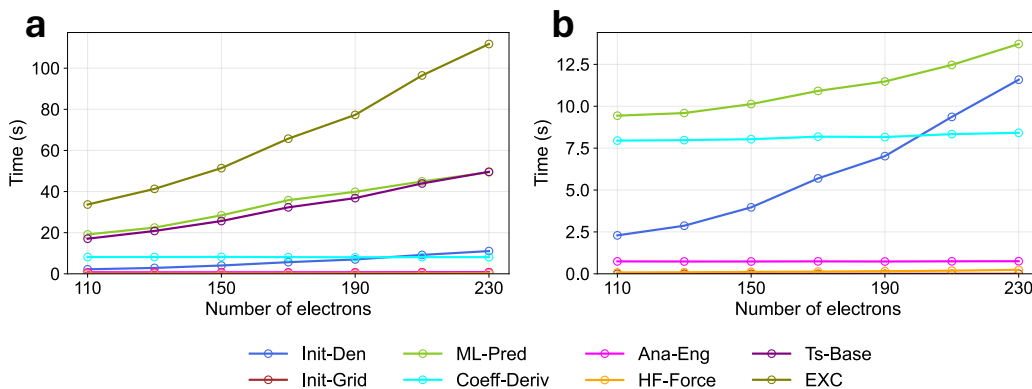 a
b
Time (s)
100
80
60
40
20
0
110
150
190
230
Number of electrons
Time (s)
12.5
10.0
7.5
5.0
2.5
0.0
110
150
190
230
Number of electrons
Init-Den
ML-Pred
Ana-Eng
Ts-Base
Init-Grid
Coeff-Deriv
HF-Force
EXC